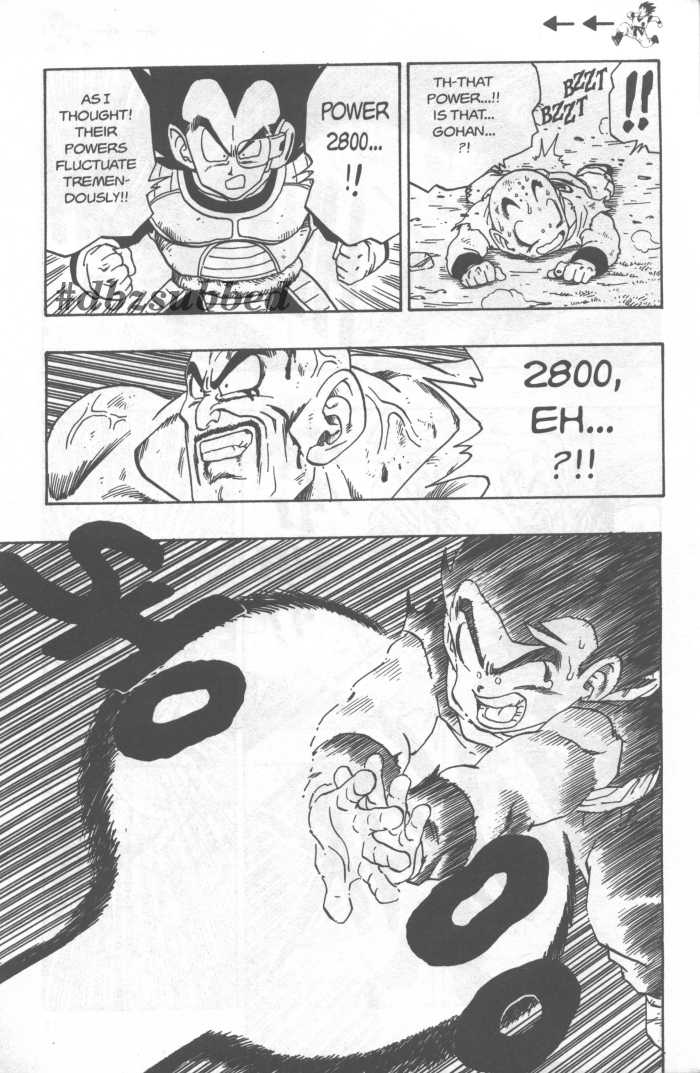 TH-THAT
POWER...!!
IS THAT...
GOHAN...
?!
BZZT
BZZT
!!
POWER
2800...
!!
AS I
THOUGHT!
THEIR
POWERS
FLUCTUATE
TREMEN-
DOUSLY!!
#dbzsubbed
2800,
EH...
?!!